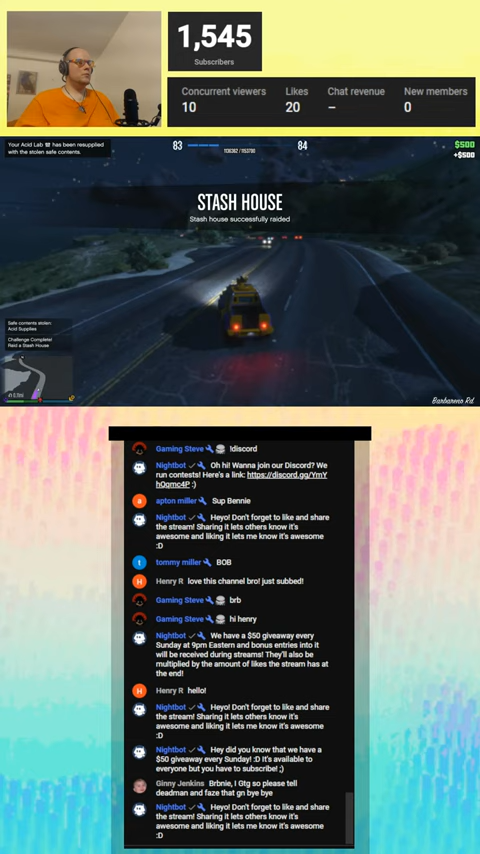 1,545
Subscribers
Concurrent viewers
10
Likes
20
Chat revenue
–
New members
0
Your Acid Lab has been resupplied
with the stolen safe contents.
83
84
$500
+$500
STASH HOUSE
Stash house successfully raided
Safe contents stolen:
Acid Supplies
Challenge Complete!
Raid a Stash House
Barbareno Rd
Gaming Steve !discord
Nightbot Oh hi! Wanna join our Discord? We
run contests! Here's a link: https://discord.gg/YmY
hQqmc4P :)
apton miller Sup Bennie
Nightbot Heyo! Don't forget to like and share
the stream! Sharing it lets others know it's
awesome and liking it lets me know it's awesome
:D
tommy miller BOB
Henry R love this channel bro! just subbed!
Gaming Steve brb
Gaming Steve hi henry
Nightbot We have a $50 giveaway every
Sunday at 9pm Eastern and bonus entries into it
will be received during streams! They'll also be
multiplied by the amount of likes the stream has at
the end!
Henry R hello!
Nightbot Heyo! Don't forget to like and share
the stream! Sharing it lets others know it's
awesome and liking it lets me know it's awesome
:D
Nightbot Hey did you know that we have a
$50 giveaway every Sunday! :D It's available to
everyone but you have to subscribe! ;)
Ginny Jenkins Brbnie, I Gtg so please tell
deadman and faze that gn bye bye
Nightbot Heyo! Don't forget to like and share
the stream! Sharing it lets others know it's
awesome and liking it lets me know it's awesome
:D